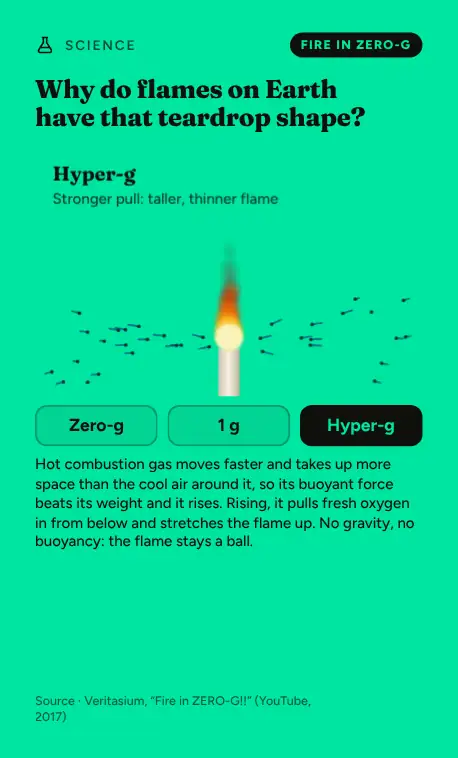 SCIENCE
FIRE IN ZERO-G
Why do flames on Earth
have that teardrop shape?
Hyper-g
Stronger pull: taller, thinner flame
Zero-g
1 g
Hyper-g
Hot combustion gas moves faster and takes up more
space than the cool air around it, so its buoyant force
beats its weight and it rises. Rising, it pulls fresh oxygen
in from below and stretches the flame up. No gravity, no
buoyancy: the flame stays a ball.
Source · Veritasium, “Fire in ZERO-G!!” (YouTube,
2017)